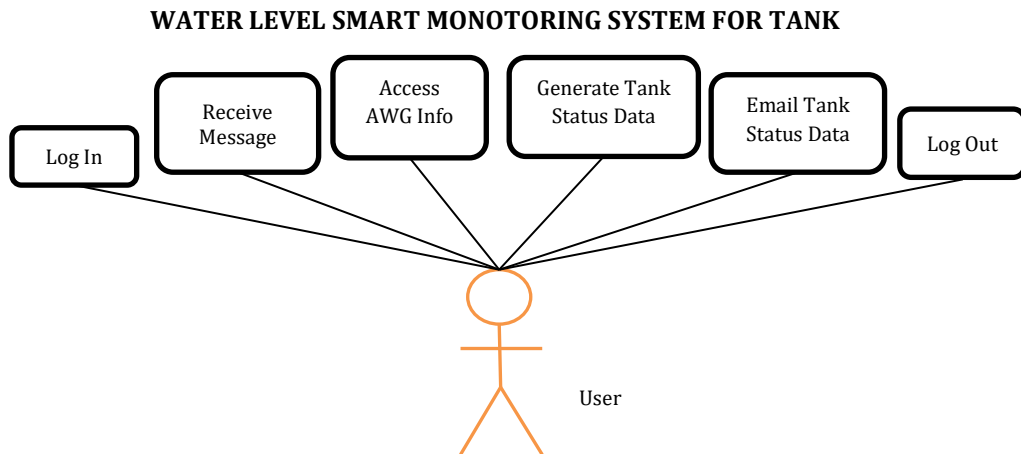 WATER LEVEL SMART MONOTORING SYSTEM FOR TANK
Log In
Receive
Message
Access
AWG Info
Generate Tank
Status Data
Email Tank
Status Data
Log Out
User